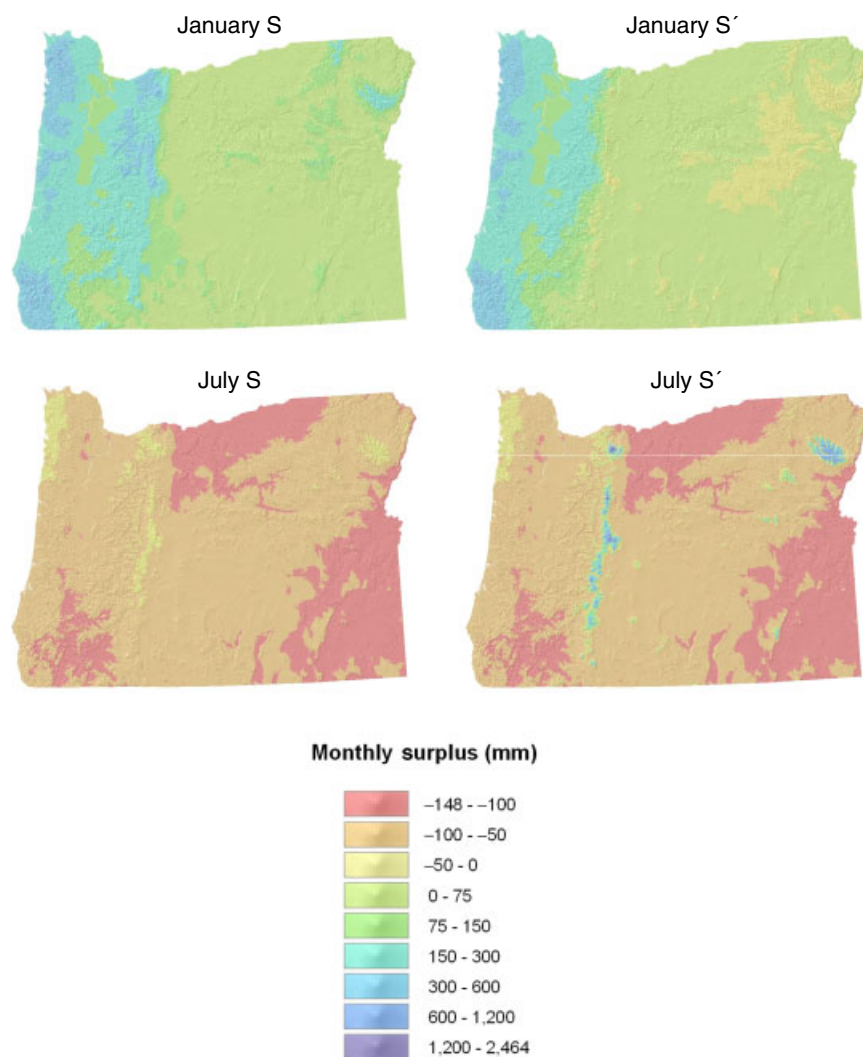 January S
January S´
July S
July S´
Monthly surplus (mm)
–148 - –100
–100 - –50
–50 - 0
0 - 75
75 - 150
150 - 300
300 - 600
600 - 1,200
1,200 - 2,464